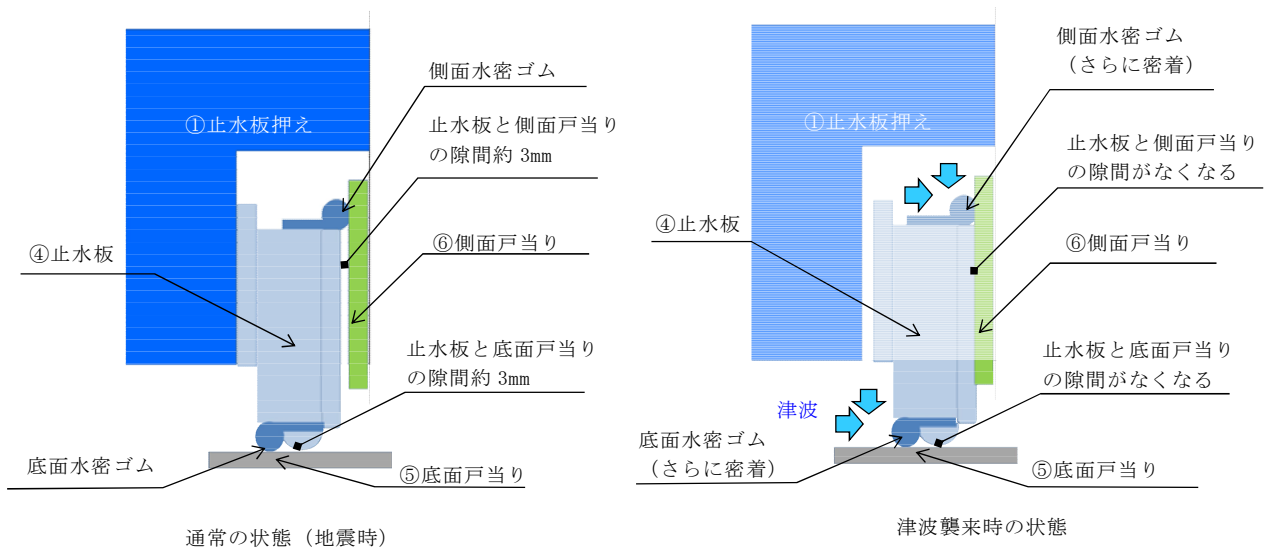 側面水密ゴム
①止水板押え
止水板と側面戸当り
の隙間約 3mm
④止水板
⑥側面戸当り
止水板と底面戸当り
の隙間約 3mm
底面水密ゴム
⑤底面戸当り
通常の状態（地震時）
側面水密ゴム
（さらに密着）
①止水板押え
止水板と側面戸当り
の隙間がなくなる
④止水板
⑥側面戸当り
止水板と底面戸当り
の隙間がなくなる
津波
底面水密ゴム
（さらに密着）
⑤底面戸当り
津波襲来時の状態